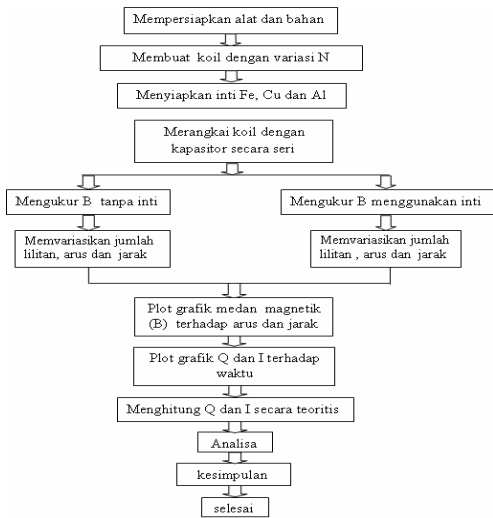 Mempersiapkan alat dan bahan
Membuat koil dengan variasi N
Menyiapkan inti Fe, Cu dan Al
Merangkai koil dengan
kapasitor secara seri
Mengukur B tanpa inti
Mengukur B menggunakan inti
Memvariasikan jumlah
lilitan, arus dan jarak
Memvariasikan jumlah
lilitan , arus dan jarak
Plot grafik medan magnetik
(B) terhadap arus dan jarak
Plot grafik Q dan I terhadap
waktu
Menghitung Q dan I secara teoritis
Analisa
kesimpulan
selesai